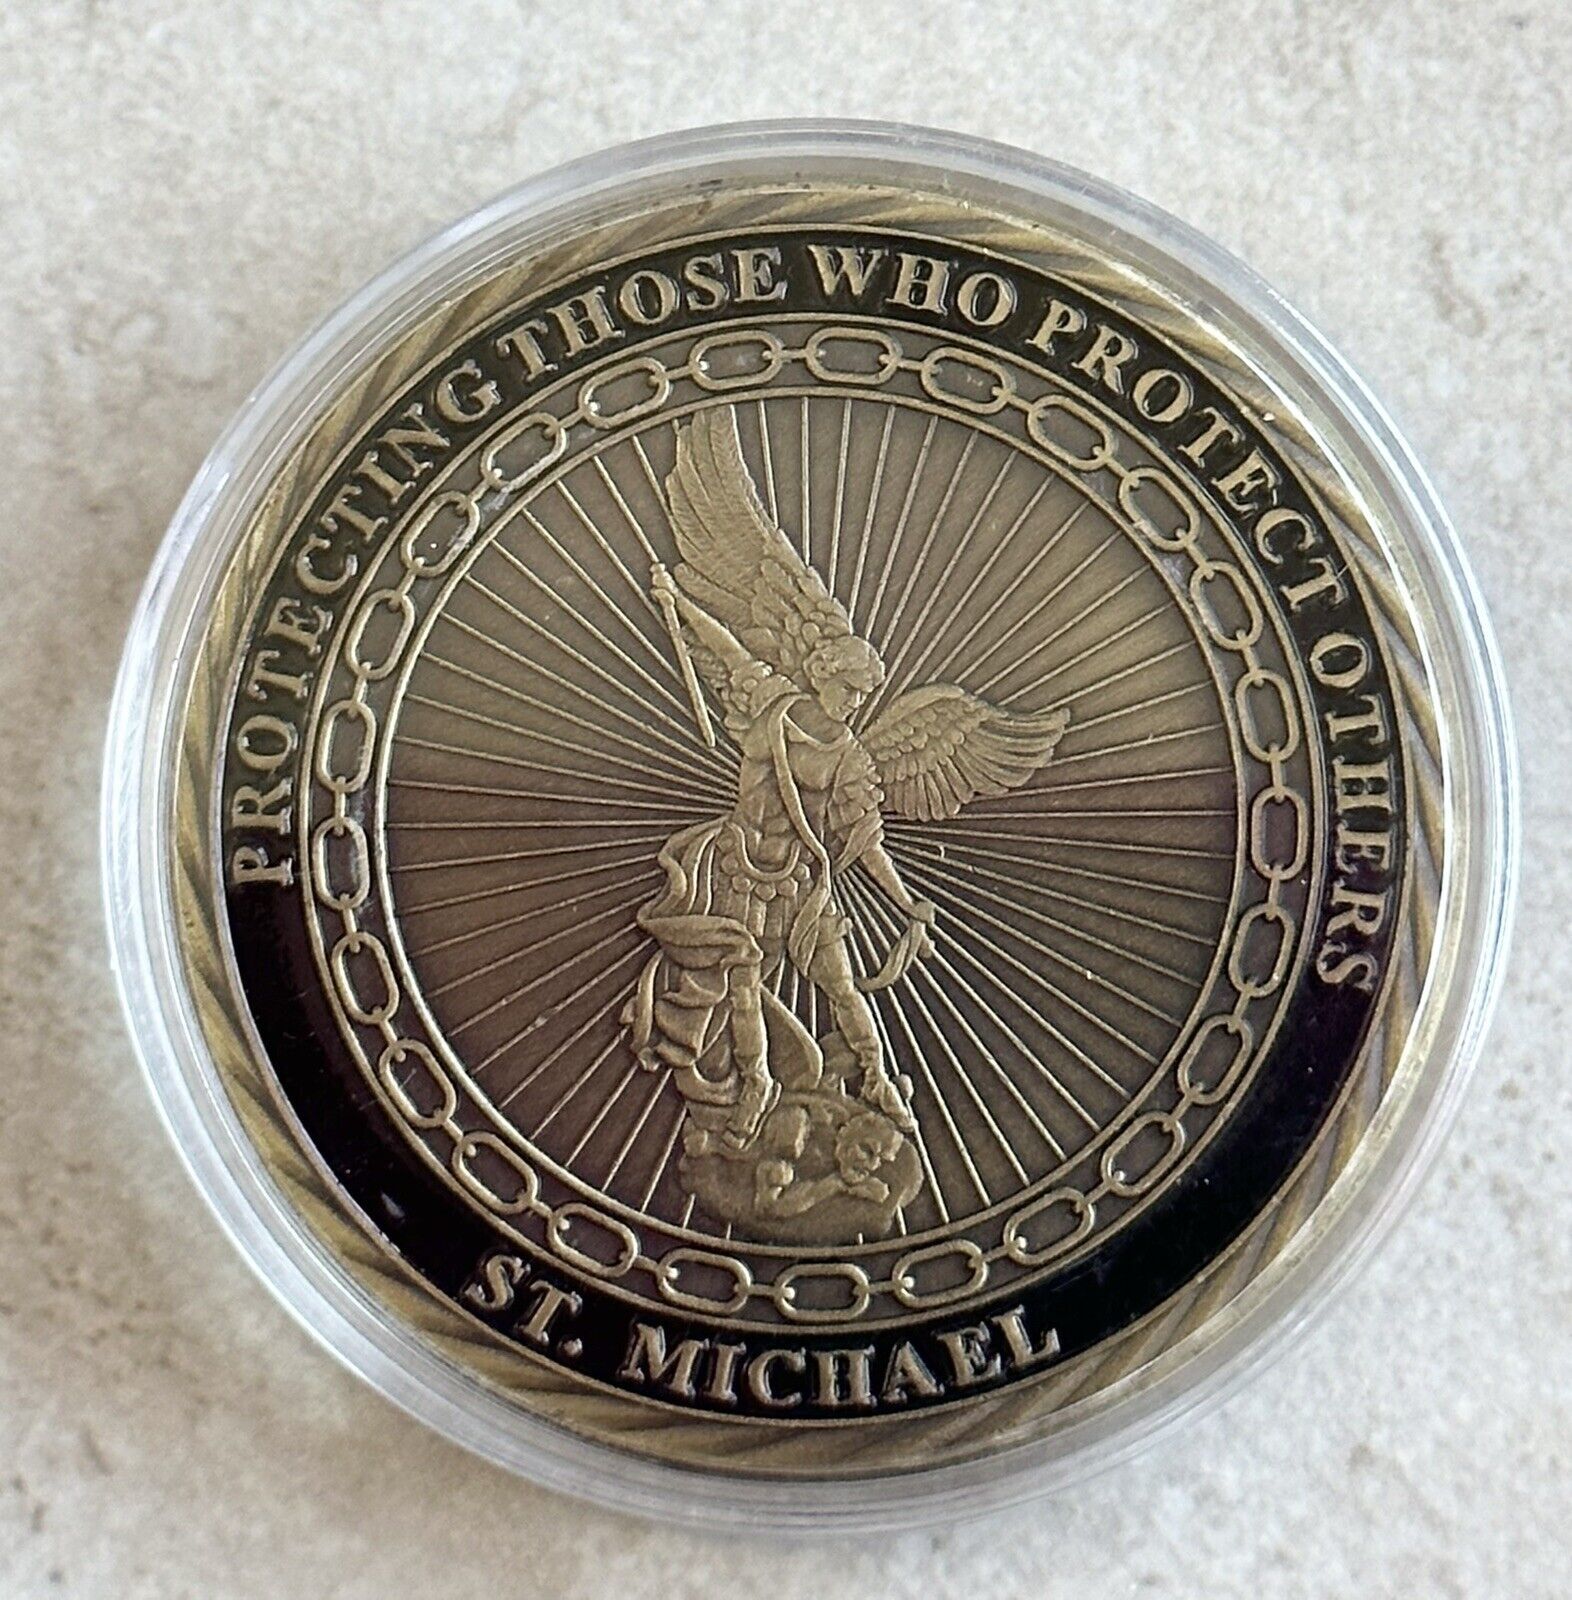 PROTECTING THOSE WHO PROTECT OTHERS
ST. MICHAEL